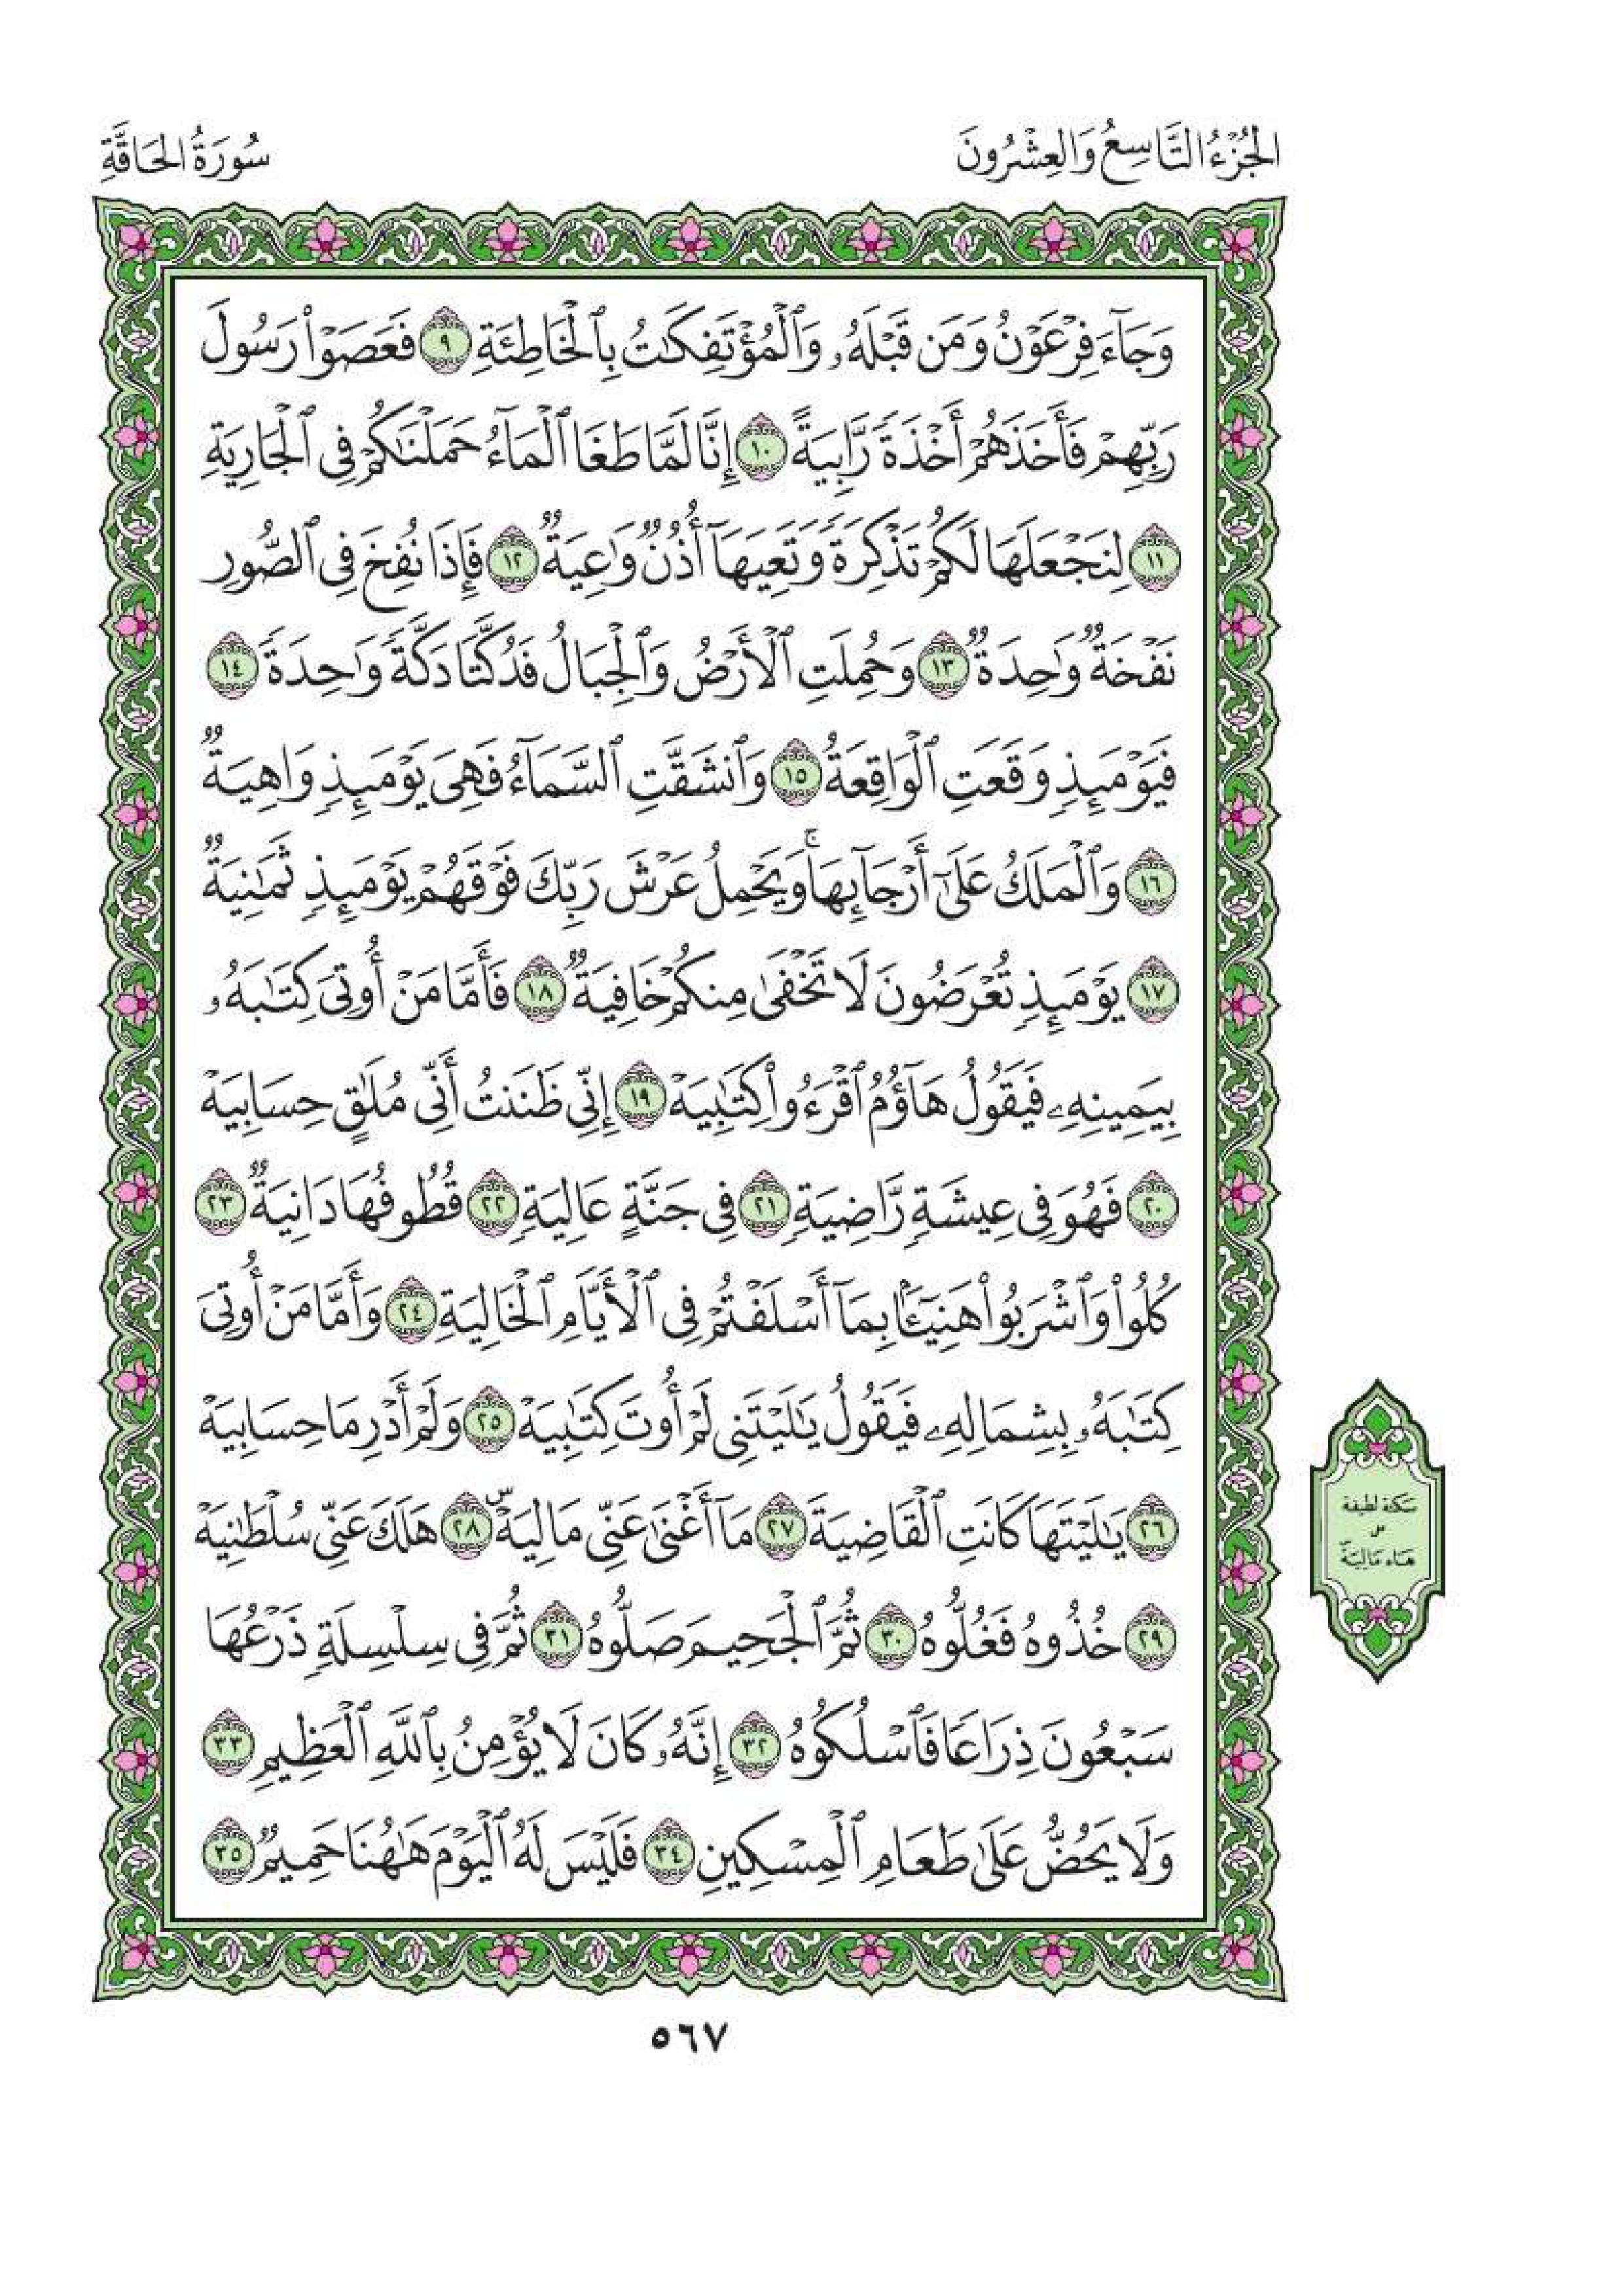 الجُزْءُ التَّاسِعُ وَالعِشْرُونَ
سُورَةُ الحَاقَّةِ
وَجَآءَ فِرْعَوْنُ وَمَن قَبْلَهُۥ وَٱلْمُؤْتَفِكَٰتُ بِٱلْخَاطِئَةِ ٩ فَعَصَوْا۟ رَسُولَ
رَبِّهِمْ فَأَخَذَهُمْ أَخْذَةً رَّابِيَةً ١٠ إِنَّا لَمَّا طَغَا ٱلْمَآءُ حَمَلْنَٰكُمْ فِى ٱلْجَارِيَةِ
١١ لِنَجْعَلَهَا لَكُمْ تَذْكِرَةً وَتَعِيَهَآ أُذُنٌ وَٰعِيَةٌ ١٢ فَإِذَا نُفِخَ فِى ٱلصُّورِ
نَفْخَةٌ وَٰحِدَةٌ ١٣ وَحُمِلَتِ ٱلْأَرْضُ وَٱلْجِبَالُ فَدُكَّتَا دَكَّةً وَٰحِدَةً ١٤
فَيَوْمَئِذٍ وَقَعَتِ ٱلْوَاقِعَةُ ١٥ وَٱنشَقَّتِ ٱلسَّمَآءُ فَهِىَ يَوْمَئِذٍ وَاهِيَةٌ
١٦ وَٱلْمَلَكُ عَلَىٰٓ أَرْجَآئِهَا ۚ وَيَحْمِلُ عَرْشَ رَبِّكَ فَوْقَهُمْ يَوْمَئِذٍ ثَمَٰنِيَةٌ
١٧ يَوْمَئِذٍ تُعْرَضُونَ لَا تَخْفَىٰ مِنكُمْ خَافِيَةٌ ١٨ فَأَمَّا مَنْ أُوتِىَ كِتَٰبَهُۥ
بِيَمِينِهِۦ فَيَقُولُ هَآؤُمُ ٱقْرَءُوا۟ كِتَٰبِيَهْ ١٩ إِنِّى ظَنَنتُ أَنِّى مُلَٰقٍ حِسَابِيَهْ
٢٠ فَهُوَ فِى عِيشَةٍ رَّاضِيَةٍ ٢١ فِى جَنَّةٍ عَالِيَةٍ ٢٢ قُطُوفُهَا دَانِيَةٌ ٢٣
كُلُوا۟ وَٱشْرَبُوا۟ هَنِيٓـًٔۢا بِمَآ أَسْلَفْتُمْ فِى ٱلْأَيَّامِ ٱلْخَالِيَةِ ٢٤ وَأَمَّا مَنْ أُوتِىَ
كِتَٰبَهُۥ بِشِمَالِهِۦ فَيَقُولُ يَٰلَيْتَنِى لَمْ أُوتَ كِتَٰبِيَهْ ٢٥ وَلَمْ أَدْرِ مَا حِسَابِيَهْ
٢٦ يَٰلَيْتَهَا كَانَتِ ٱلْقَاضِيَةَ ٢٧ مَآ أَغْنَىٰ عَنِّى مَالِيَهْ ۜ ٢٨ هَلَكَ عَنِّى سُلْطَٰنِيَهْ
٢٩ خُذُوهُ فَغُلُّوهُ ٣٠ ثُمَّ ٱلْجَحِيمَ صَلُّوهُ ٣١ ثُمَّ فِى سِلْسِلَةٍ ذَرْعُهَا
سَبْعُونَ ذِرَاعًا فَٱسْلُكُوهُ ٣٢ إِنَّهُۥ كَانَ لَا يُؤْمِنُ بِٱللَّهِ ٱلْعَظِيمِ ٣٣
وَلَا يَحُضُّ عَلَىٰ طَعَامِ ٱلْمِسْكِينِ ٣٤ فَلَيْسَ لَهُ ٱلْيَوْمَ هَٰهُنَا حَمِيمٌ ٣٥
سكتة لطيفة
س
هاء مَالِيَهْ
٥٦٧